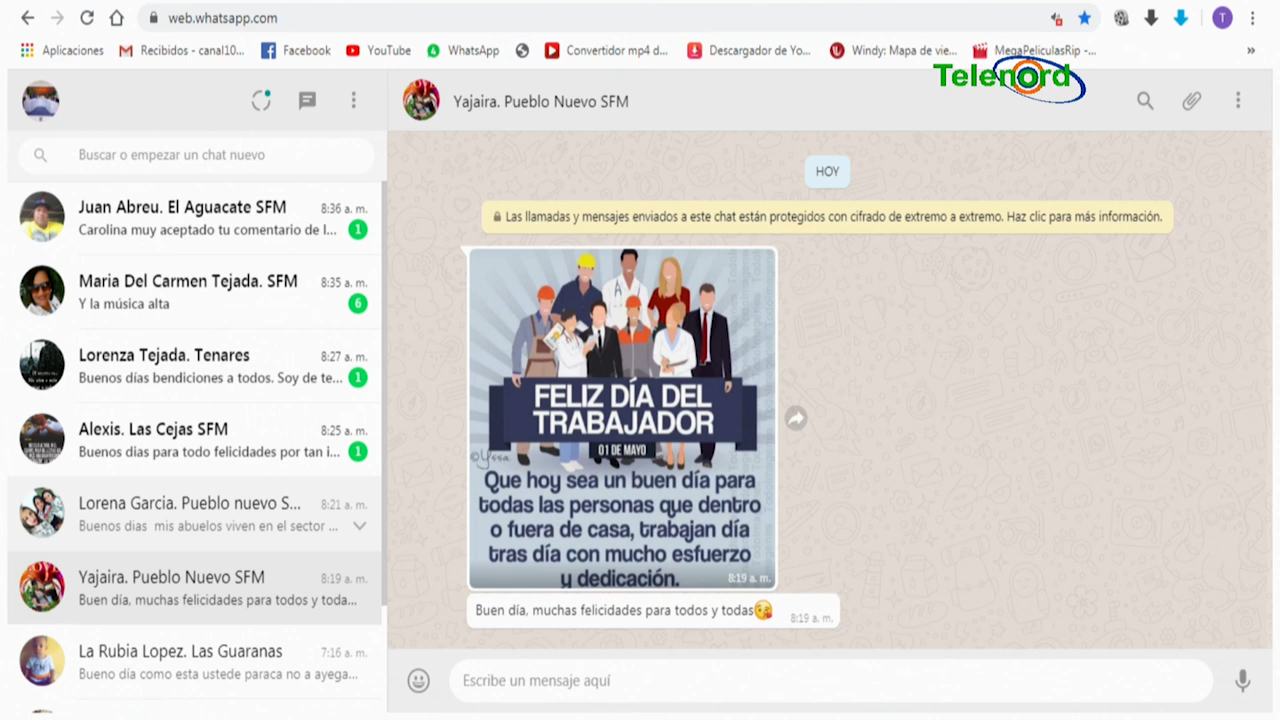 web.whatsapp.com
T
Aplicaciones
Recibidos - canal10...
Facebook
YouTube
WhatsApp
Convertidor mp4 d...
Descargador de Yo...
Windy: Mapa de vie...
MegaPeliculasRip -...
»
Telenord
Yajaira. Pueblo Nuevo SFM
Buscar o empezar un chat nuevo
Juan Abreu. El Aguacate SFM
8:36 a. m.
Carolina muy aceptado tu comentario de l...
1
Maria Del Carmen Tejada. SFM
8:35 a. m.
Y la música alta
6
Lorenza Tejada. Tenares
8:27 a. m.
Buenos días bendiciones a todos. Soy de te...
1
Alexis. Las Cejas SFM
8:25 a. m.
Buenos dias para todo felicidades por tan i...
1
Lorena Garcia. Pueblo nuevo S...
8:21 a. m.
Buenos dias mis abuelos viven en el sector ...
Yajaira. Pueblo Nuevo SFM
8:19 a. m.
Buen día, muchas felicidades para todos y toda...
La Rubia Lopez. Las Guaranas
7:16 a. m.
Bueno día como esta ustede paraca no a ayega...
HOY
Las llamadas y mensajes enviados a este chat están protegidos con cifrado de extremo a extremo. Haz clic para más información.
FELIZ DÍA DEL
TRABAJADOR
01 DE MAYO
©Yssa
Que hoy sea un buen día para
todas las personas que dentro
o fuera de casa, trabajan día
tras día con mucho esfuerzo
y dedicación.
8:19 a. m.
Buen día, muchas felicidades para todos y todas😘
8:19 a. m.
Escribe un mensaje aquí